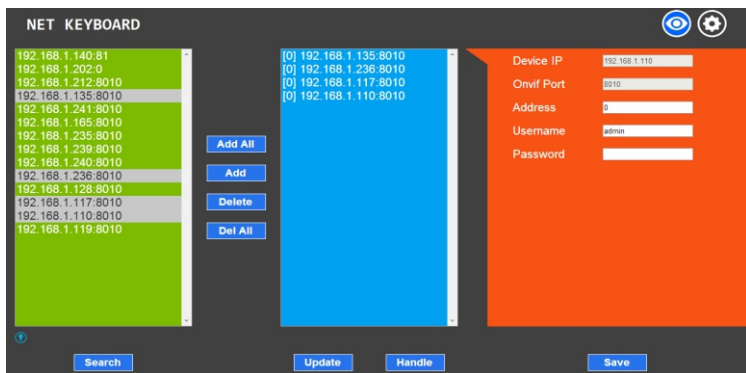 NET KEYBOARD
192.168.1.140:81
192.168.1.202:0
192.168.1.212:8010
192.168.1.135:8010
192.168.1.241:8010
192.168.1.165:8010
192.168.1.235:8010
192.168.1.239:8010
192.168.1.240:8010
192.168.1.236:8010
192.168.1.128:8010
192.168.1.117:8010
192.168.1.110:8010
192.168.1.119:8010
Search
Add All
Add
Delete
Del All
[0] 192.168.1.135:8010
[0] 192.168.1.236:8010
[0] 192.168.1.117:8010
[0] 192.168.1.110:8010
Update Handle
Device IP 192.168.1.110
Onvif Port 8010
Address 0
Username admin
Password
Save